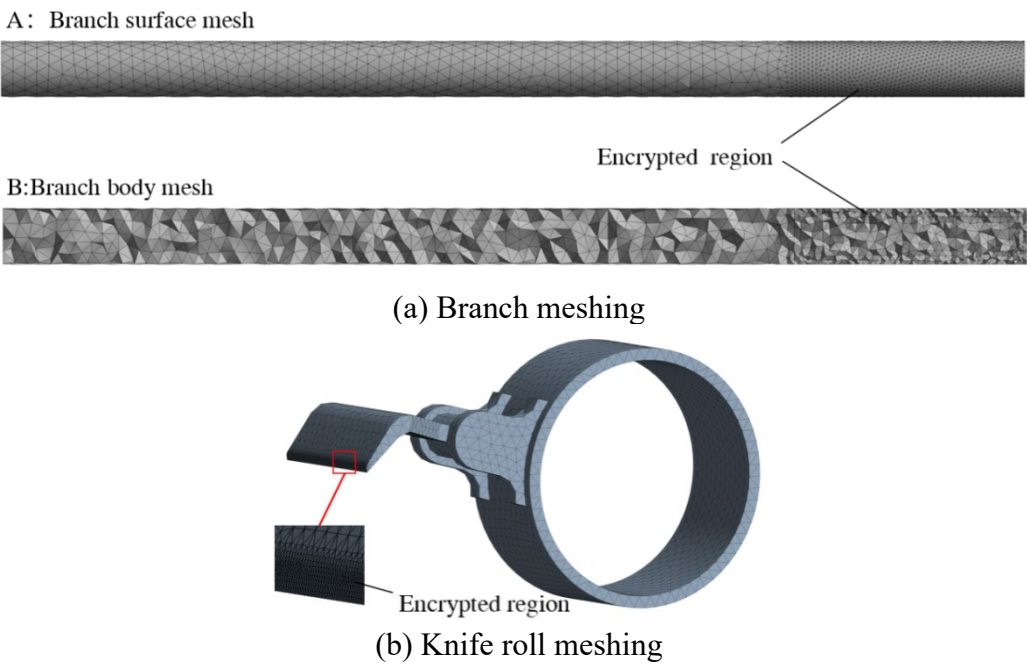 A： Branch surface mesh
Encrypted region
B:Branch body mesh
(a) Branch meshing
Encrypted region
(b) Knife roll meshing